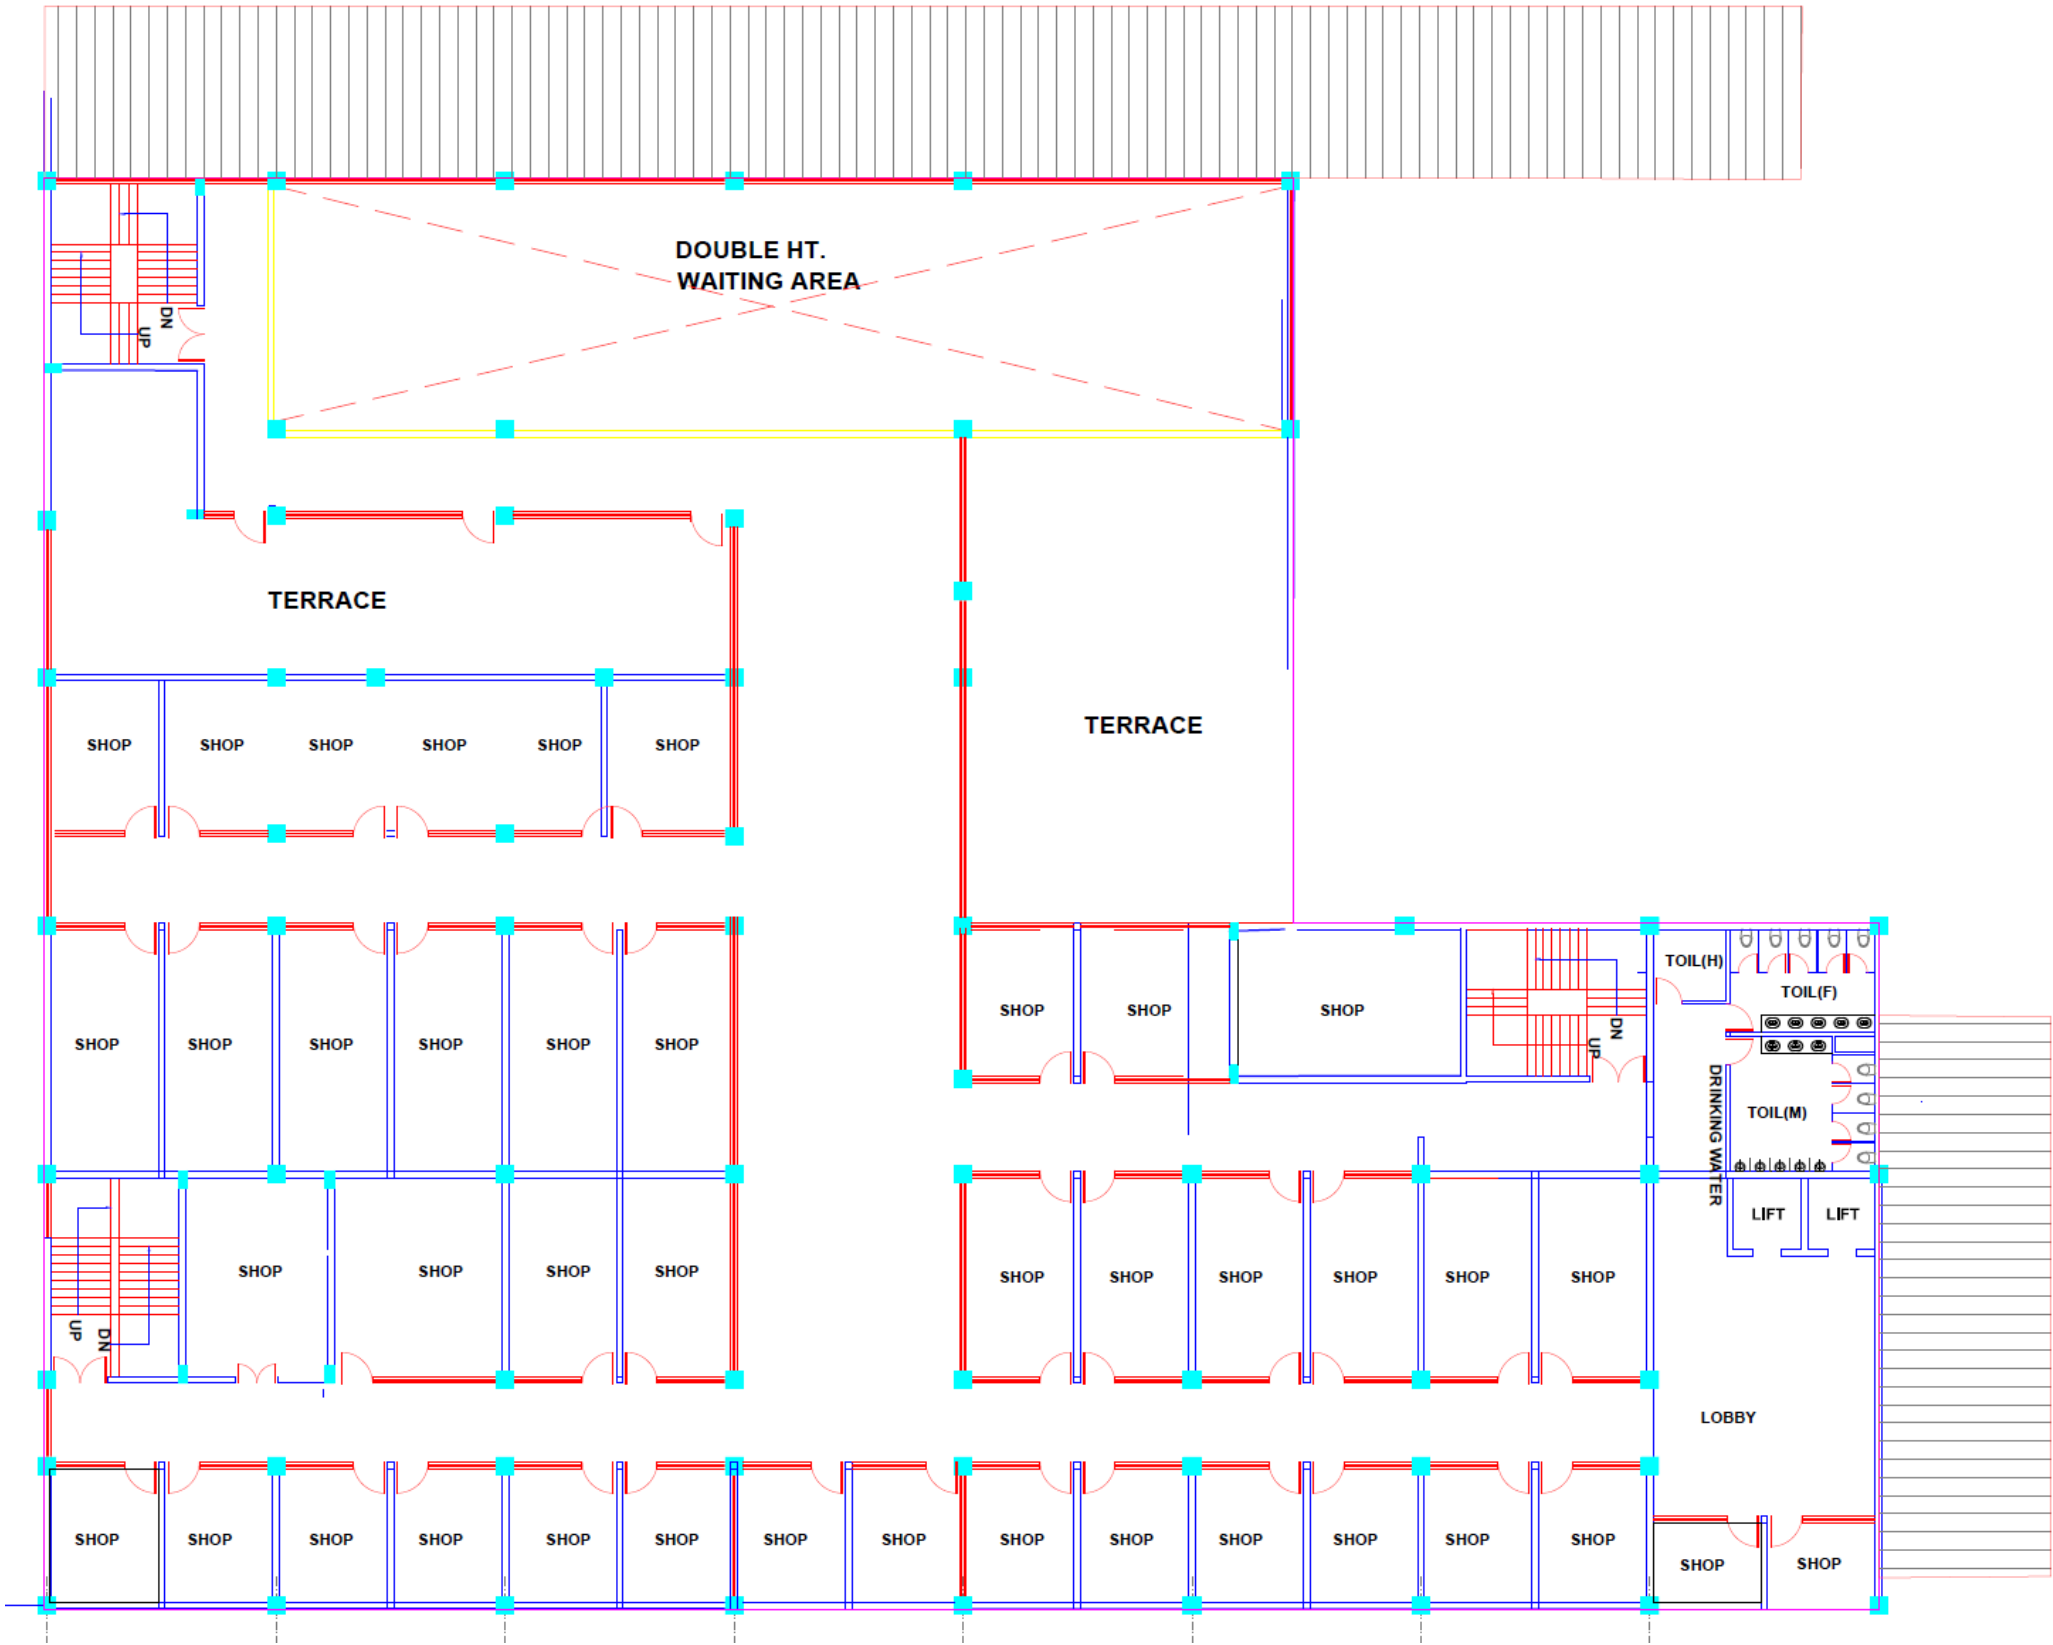 DOUBLE HT.
WAITING AREA
DN
UP
TERRACE
TERRACE
SHOP SHOP SHOP SHOP SHOP SHOP
TOIL(H)
TOIL(F)
SHOP SHOP SHOP
DN
UP
SHOP SHOP SHOP SHOP SHOP SHOP
DRINKING WATER
TOIL(M)
LIFT LIFT
SHOP SHOP SHOP SHOP
SHOP SHOP SHOP SHOP SHOP SHOP
UP
DN
LOBBY
SHOP SHOP SHOP SHOP SHOP SHOP SHOP SHOP SHOP SHOP SHOP SHOP SHOP SHOP
SHOP SHOP